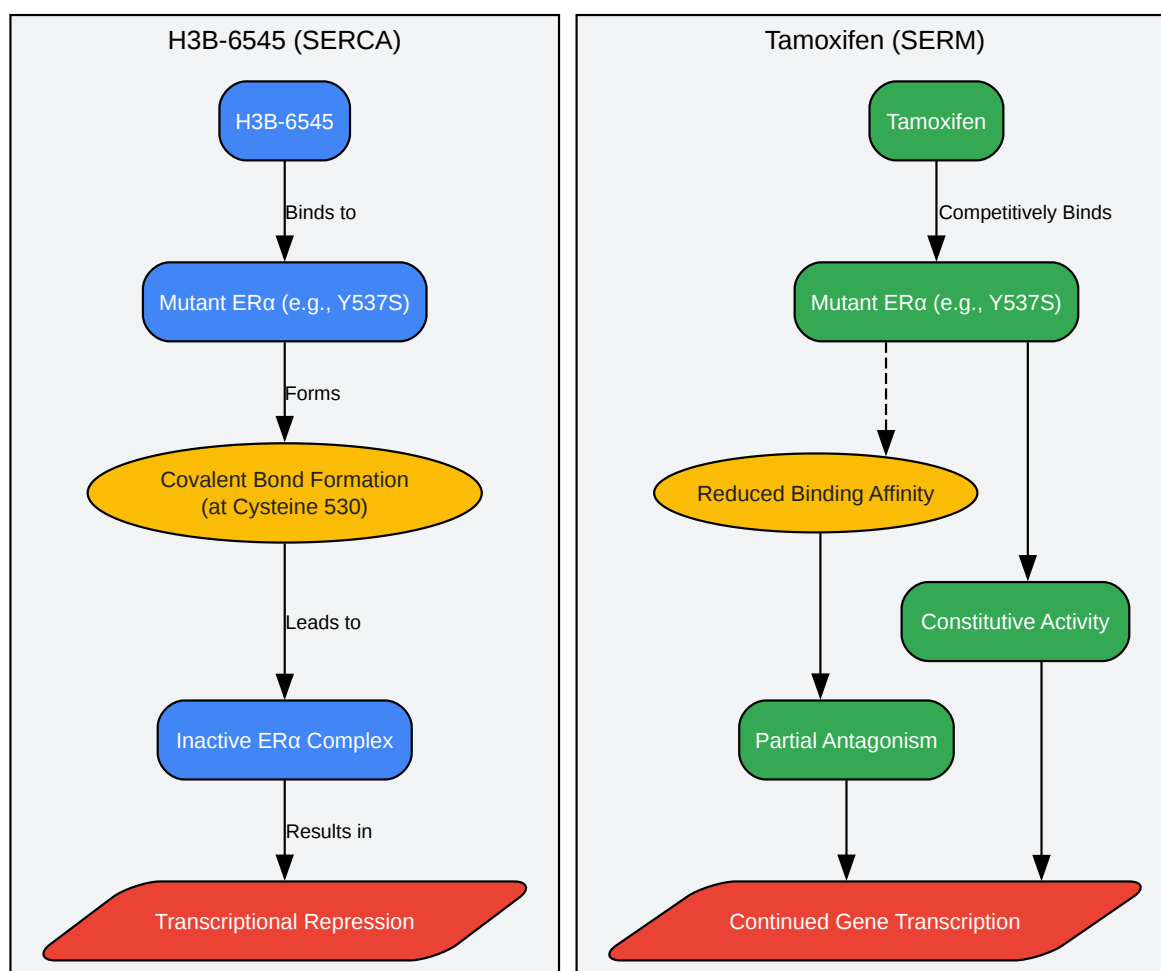 H3B-6545 (SERCA)
H3B-6545
Binds to
Mutant ERα (e.g., Y537S)
Forms
Covalent Bond Formation
(at Cysteine 530)
Leads to
Inactive ERα Complex
Results in
Transcriptional Repression
Tamoxifen (SERM)
Tamoxifen
Competitively Binds
Mutant ERα (e.g., Y537S)
Reduced Binding Affinity
Constitutive Activity
Partial Antagonism
Continued Gene Transcription